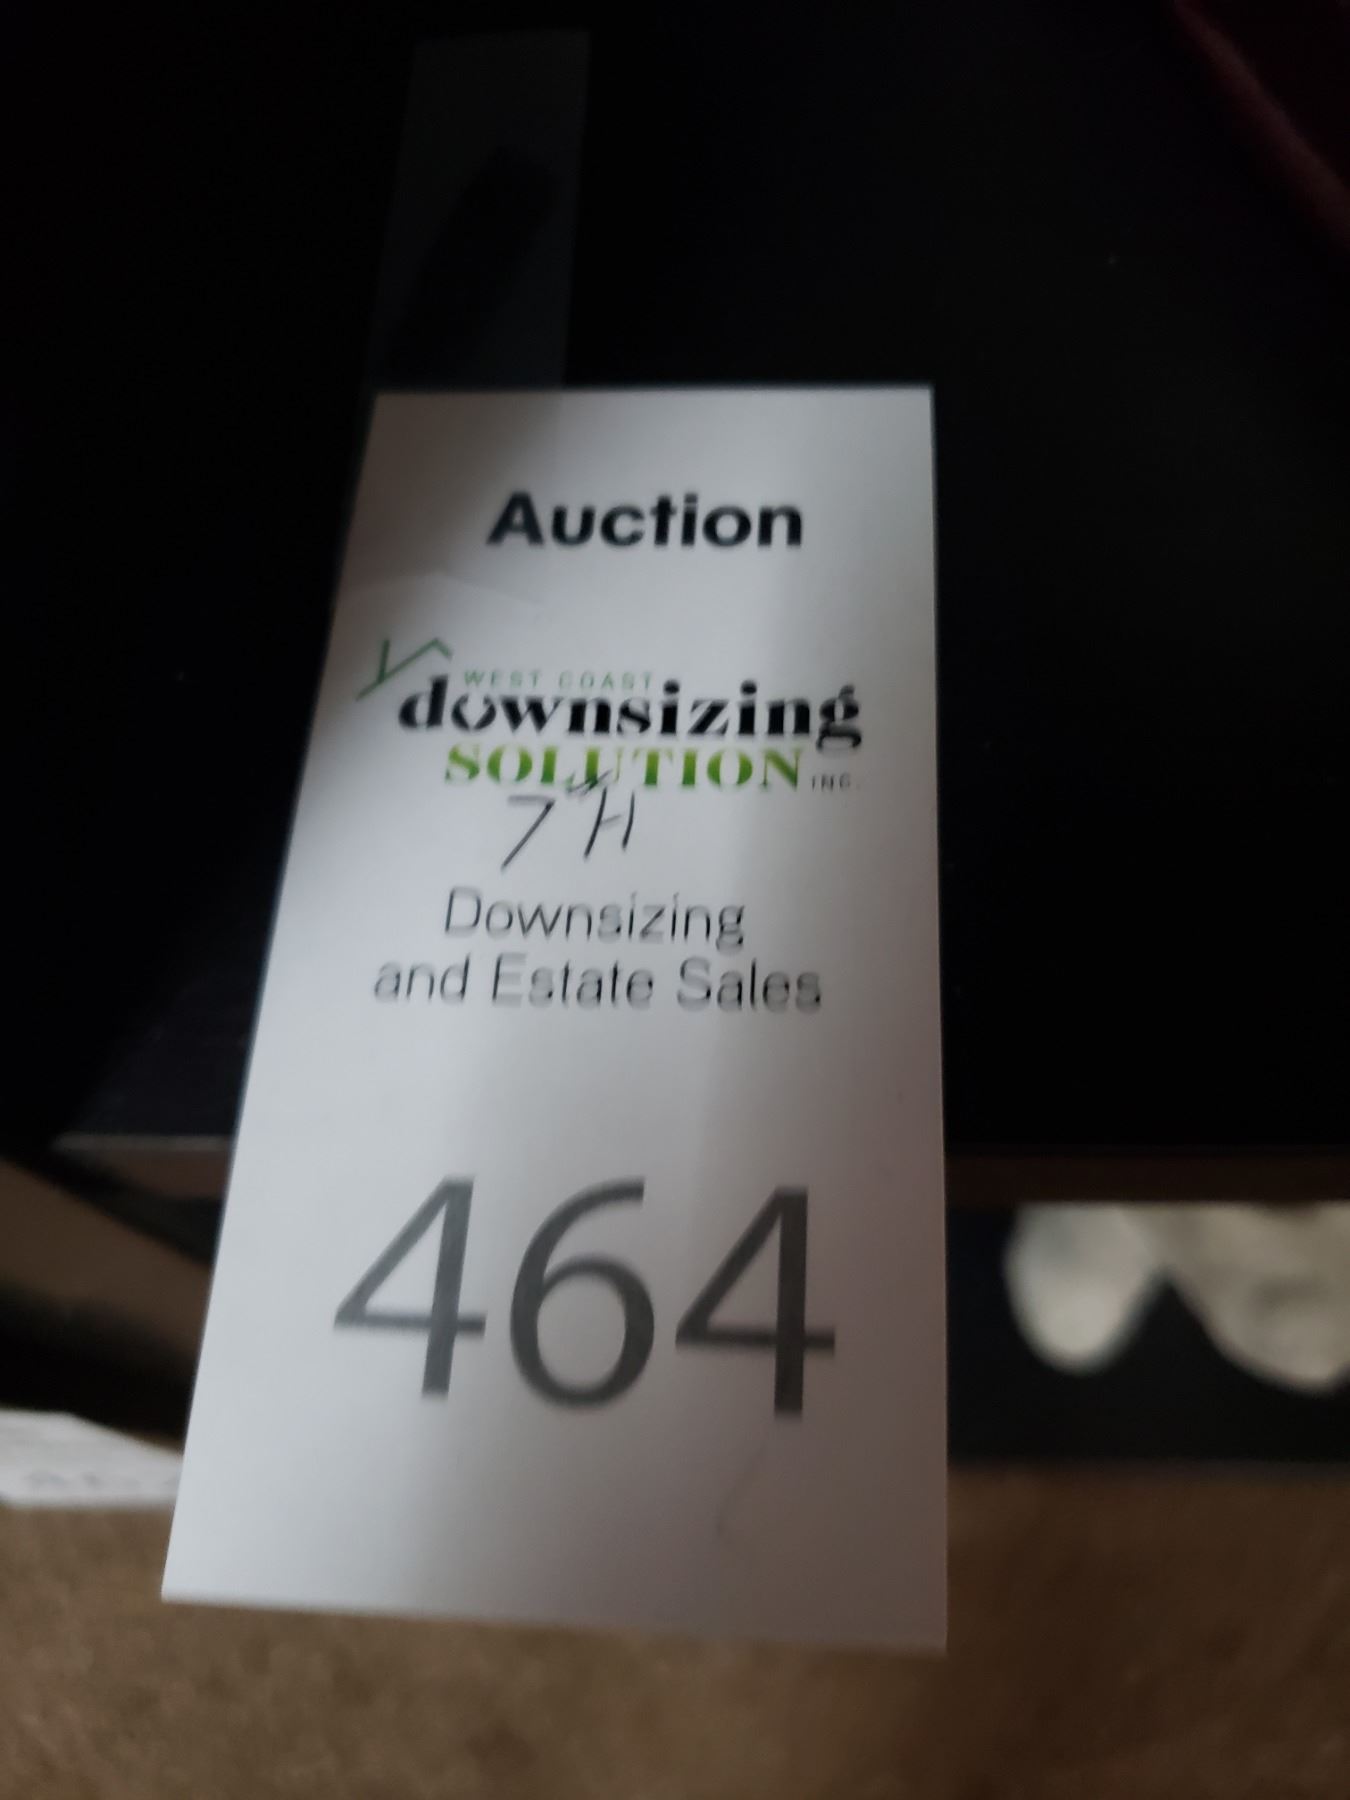 Auction
WEST COAST
downsizing
SOLUTION INC.
7H
Downsizing
and Estate Sales
464